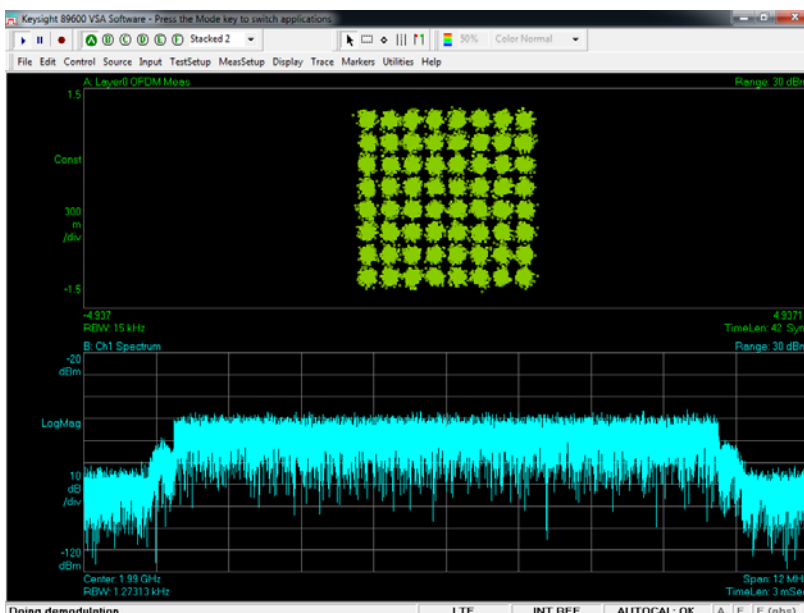 Keysight 89600 VSA Software - Press the Mode key to switch applications
A B C D E F Stacked 2 50% Color Normal
File Edit Control Source Input TestSetup MeasSetup Display Trace Markers Utilities Help
A: Layer0 OFDM Meas Range: 30 dBm
1.5
Const
300
m
/div
-1.5
-4.937 4.9371
RBW: 15 kHz TimeLen: 42 Sym
B: Ch1 Spectrum Range: 30 dBm
-20
dBm
LogMag
10
dB
/div
-120
dBm
Center: 1.99 GHz Span: 12 MHz
RBW: 1.27313 kHz TimeLen: 3 mSec
Doing demodulation LTE INT REF AUTOCAL: OK A E